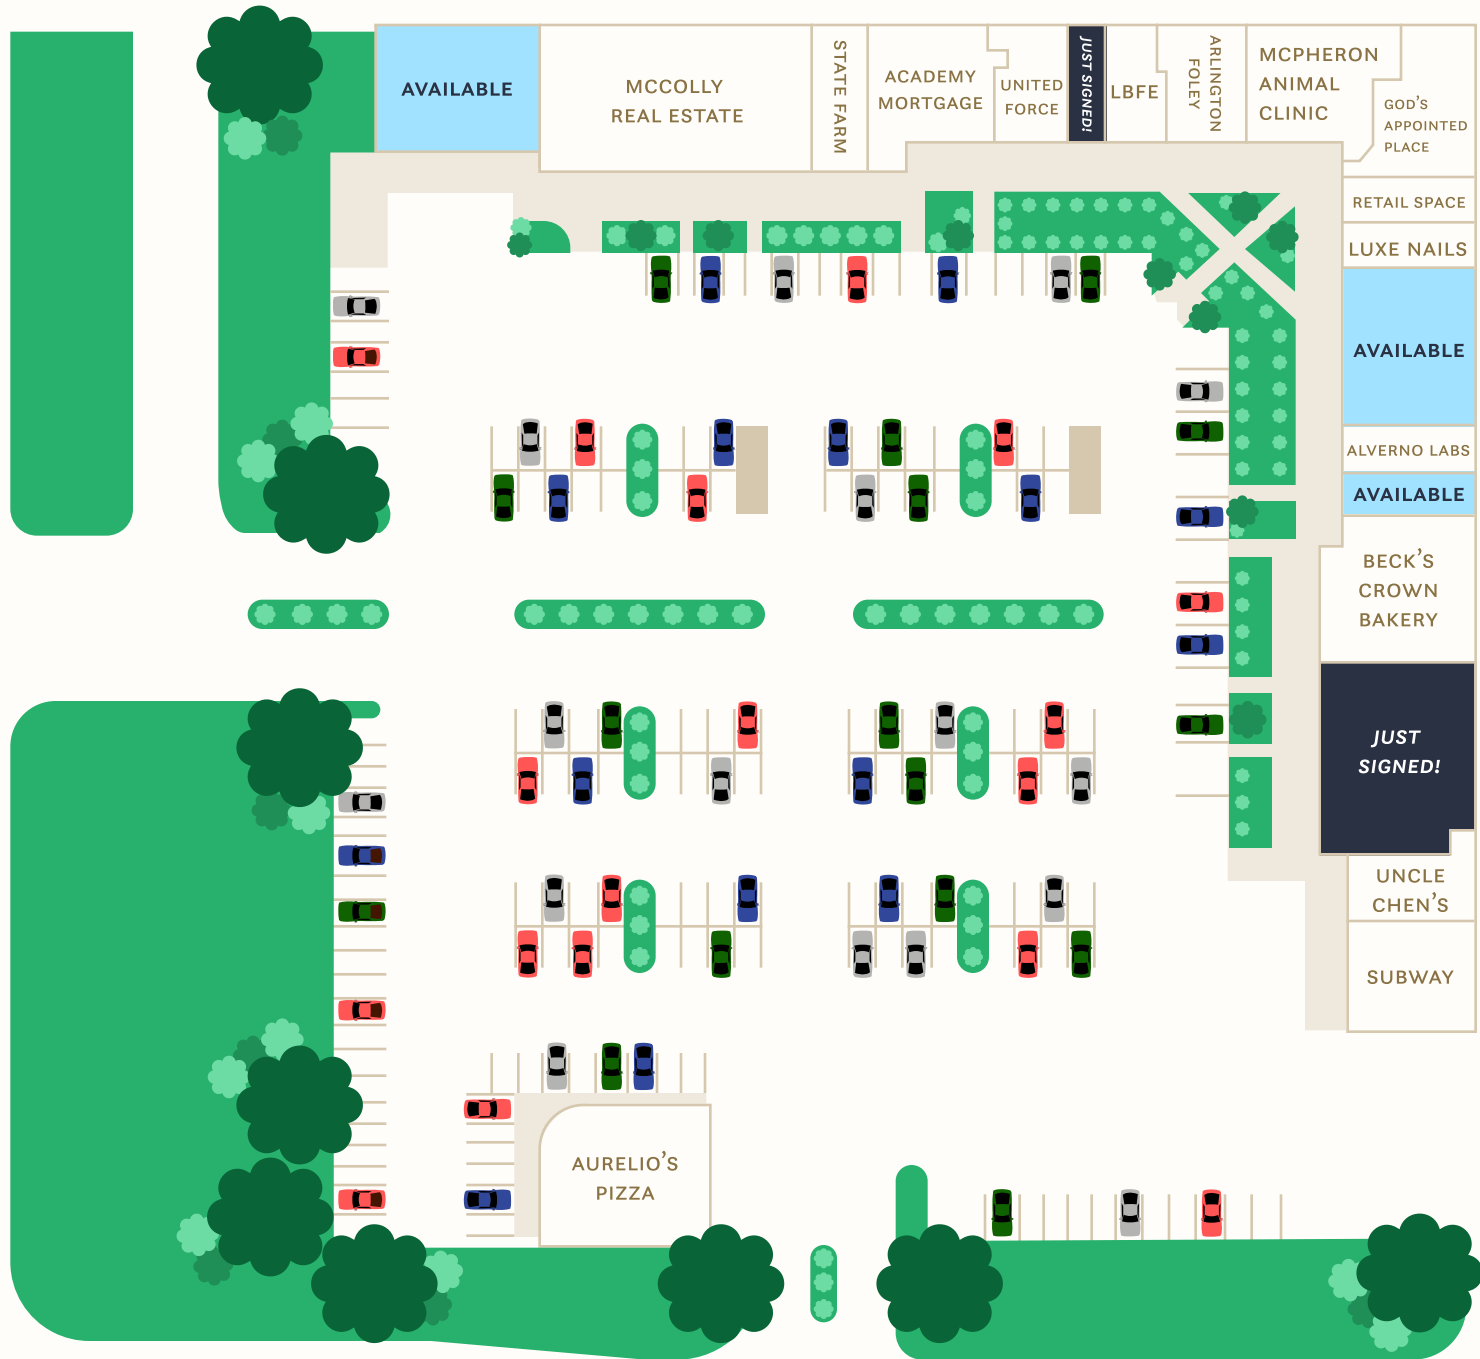 AVAILABLE
MCCOLLY
REAL ESTATE
STATE FARM
ACADEMY
MORTGAGE
UNITED
FORCE
JUST SIGNED!
LBFE
ARLINGTON
FOLEY
MCPHERON
ANIMAL
CLINIC
GOD'S
APPOINTED
PLACE
RETAIL SPACE
LUXE NAILS
AVAILABLE
ALVERNO LABS
AVAILABLE
BECK'S
CROWN
BAKERY
JUST
SIGNED!
UNCLE
CHEN'S
SUBWAY
AURELIO'S
PIZZA